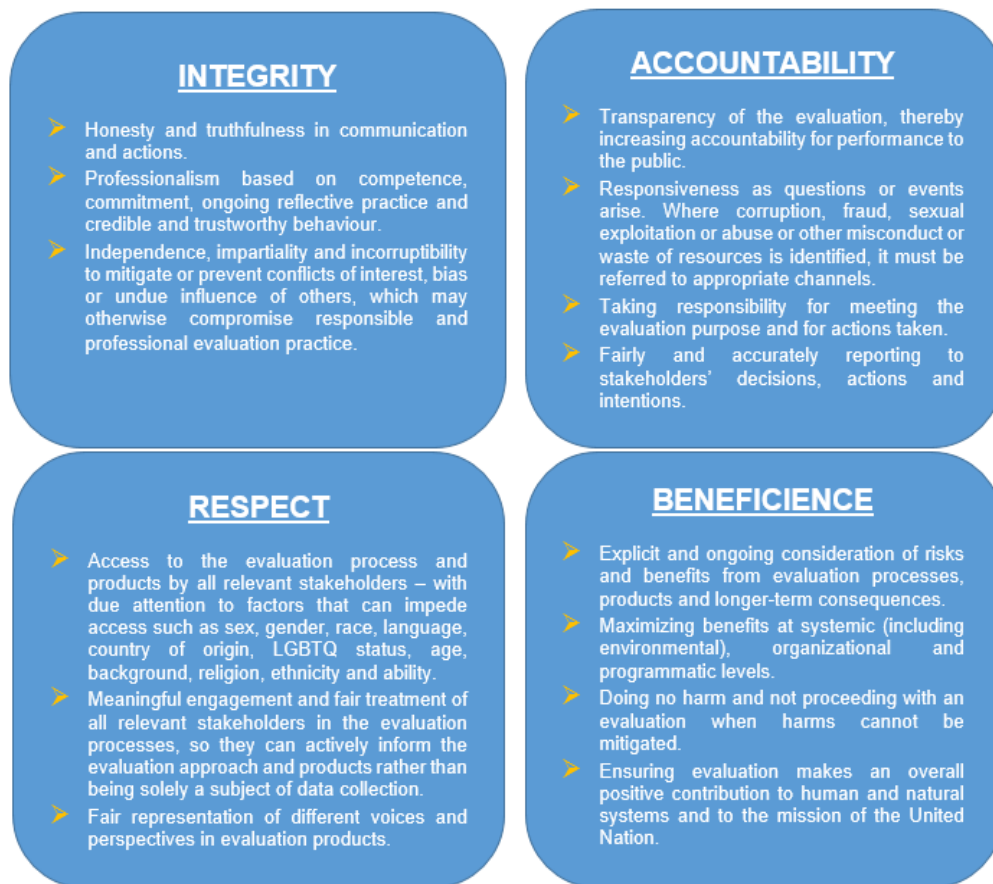 INTEGRITY
Honesty and truthfulness in communication
and actions.
Professionalism based on competence,
commitment, ongoing reflective practice and
credible and trustworthy behaviour.
Independence, impartiality and incorruptibility
to mitigate or prevent conflicts of interest, bias
or undue influence of others, which may
otherwise compromise responsible and
professional evaluation practice.
ACCOUNTABILITY
Transparency of the evaluation, thereby
increasing accountability for performance to
the public.
Responsiveness as questions or events
arise. Where corruption, fraud, sexual
exploitation or abuse or other misconduct or
waste of resources is identified, it must be
referred to appropriate channels.
Taking responsibility for meeting the
evaluation purpose and for actions taken.
Fairly and accurately reporting to
stakeholders’ decisions, actions and
intentions.
RESPECT
Access to the evaluation process and
products by all relevant stakeholders – with
due attention to factors that can impede
access such as sex, gender, race, language,
country of origin, LGBTQ status, age,
background, religion, ethnicity and ability.
Meaningful engagement and fair treatment of
all relevant stakeholders in the evaluation
processes, so they can actively inform the
evaluation approach and products rather than
being solely a subject of data collection.
Fair representation of different voices and
perspectives in evaluation products.
BENEFICIENCE
Explicit and ongoing consideration of risks
and benefits from evaluation processes,
products and longer-term consequences.
Maximizing benefits at systemic (including
environmental), organizational and
programmatic levels.
Doing no harm and not proceeding with an
evaluation when harms cannot be
mitigated.
Ensuring evaluation makes an overall
positive contribution to human and natural
systems and to the mission of the United
Nation.